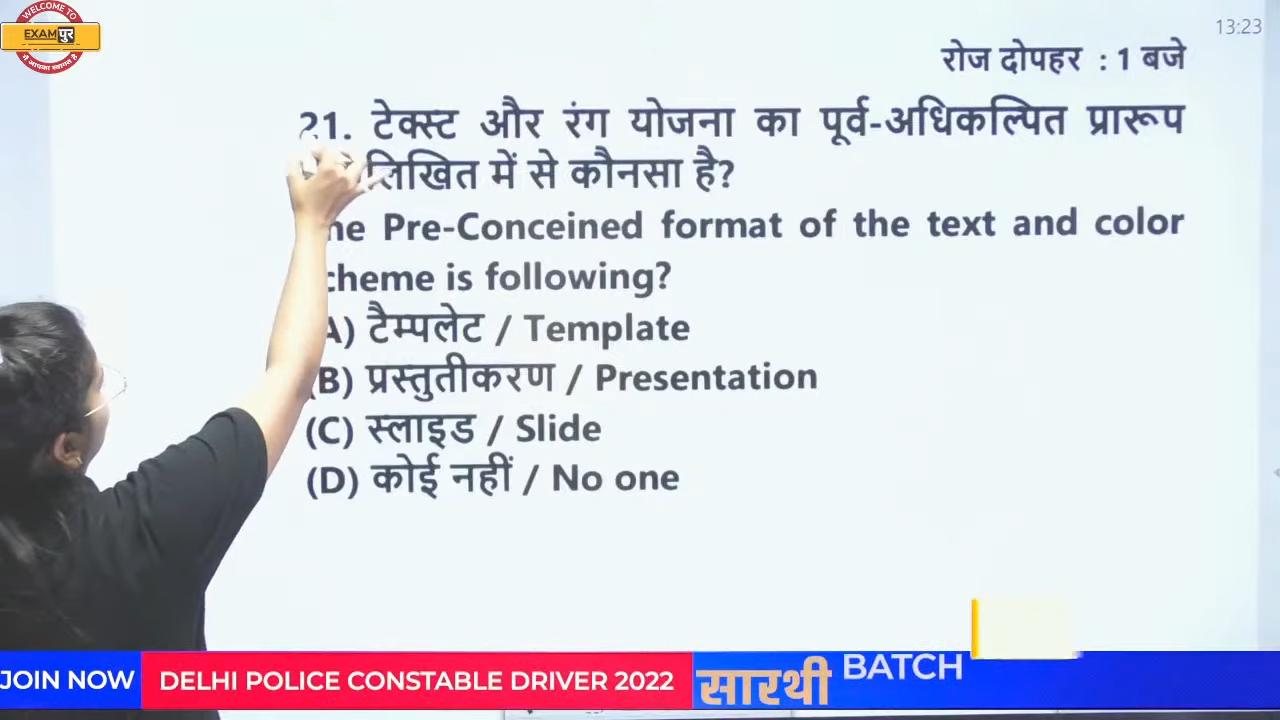 WELCOME TO
EXAMपुर
में आपका स्वागत है
13:23
रोज दोपहर : 1 बजे
21. टेक्स्ट और रंग योजना का पूर्व-अधिकल्पित प्रारूप
लिखित में से कौनसा है?
Pre-Conceined format of the text and color
cheme is following?
A) टैम्पलेट / Template
(B) प्रस्तुतीकरण / Presentation
(C) स्लाइड / Slide
(D) कोई नहीं / No one
JOIN NOW DELHI POLICE CONSTABLE DRIVER 2022 सारथी BATCH